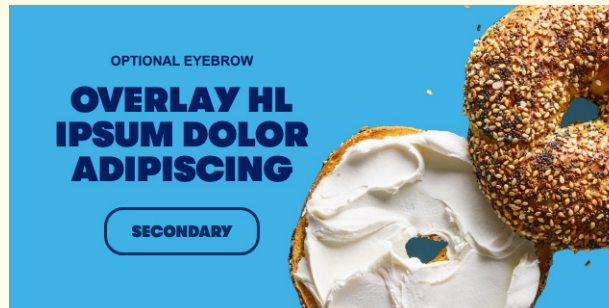 OPTIONAL EYEBROW
OVERLAY HL
IPSUM DOLOR
ADIPISCING
SECONDARY